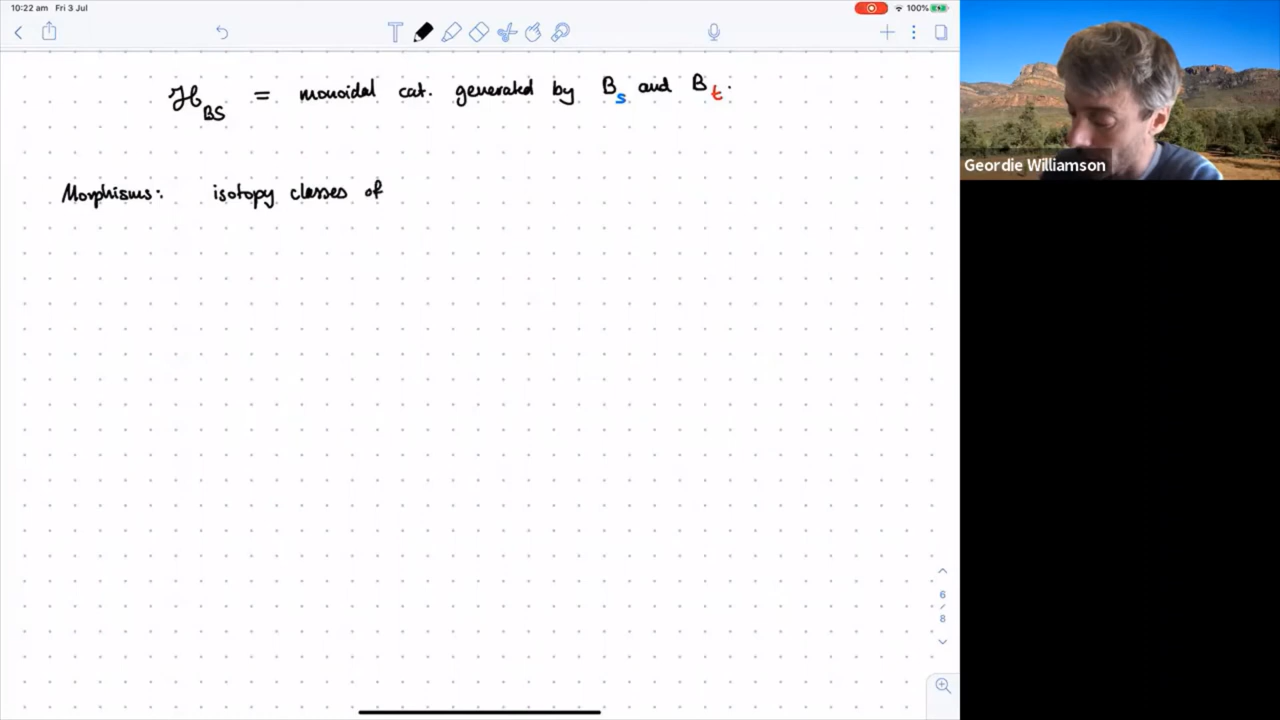 10:22 am Fri 3 Jul
100%
T
ℋ_BS = monoidal cat. generated by B_s and B_t.
Geordie Williamson
Morphisms: isotopy classes of
6
/
8